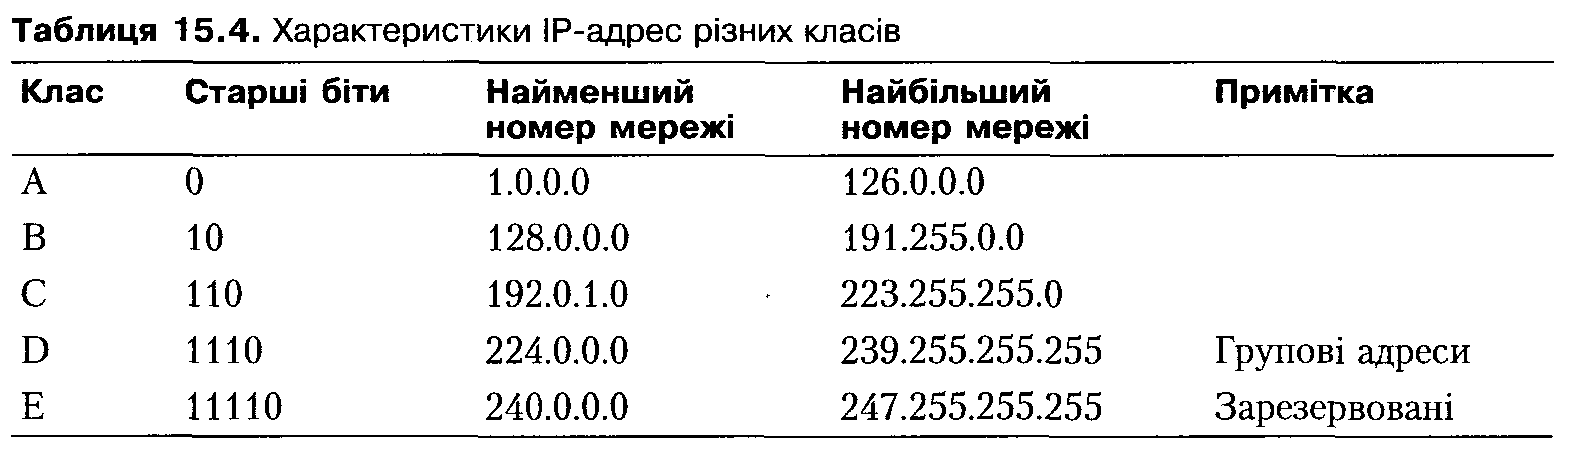 Таблиця 15.4. Характеристики IP-адрес різних класів
Клас Старші біти Найменший номер мережі Найбільший номер мережі Примітка
A 0 1.0.0.0 126.0.0.0
B 10 128.0.0.0 191.255.0.0
C 110 192.0.1.0 223.255.255.0
D 1110 224.0.0.0 239.255.255.255 Групові адреси
E 11110 240.0.0.0 247.255.255.255 Зарезервовані